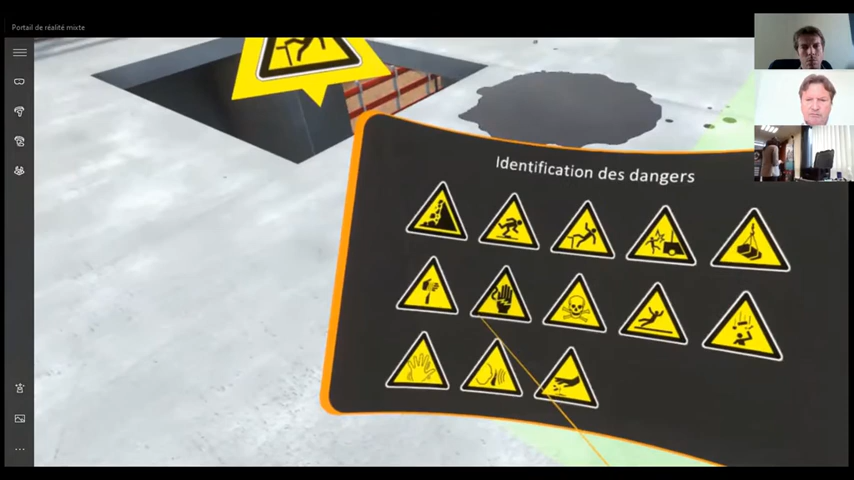 Portail de réalité mixte
Identification des dangers